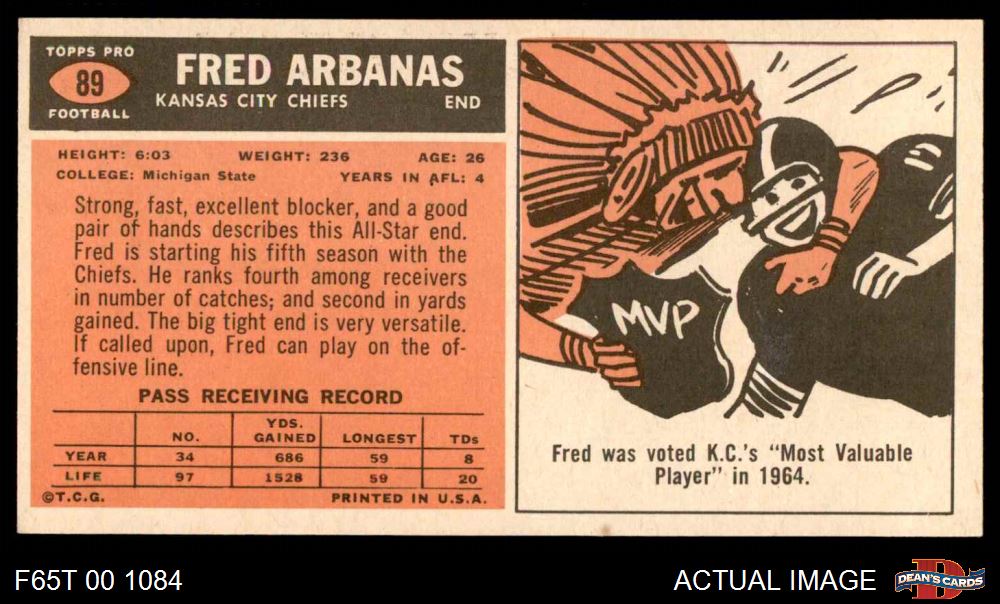 TOPPS PRO
89
FOOTBALL
FRED ARBANAS
KANSAS CITY CHIEFS END
HEIGHT: 6:03 WEIGHT: 236 AGE: 26
COLLEGE: Michigan State YEARS IN AFL: 4
Strong, fast, excellent blocker, and a good
pair of hands describes this All-Star end.
Fred is starting his fifth season with the
Chiefs. He ranks fourth among receivers
in number of catches; and second in yards
gained. The big tight end is very versatile.
If called upon, Fred can play on the of-
fensive line.
PASS RECEIVING RECORD
NO. YDS. GAINED LONGEST TDs
YEAR 34 686 59 8
LIFE 97 1528 59 20
©T.C.G. PRINTED IN U.S.A.
MVP
Fred was voted K.C.'s "Most Valuable
Player" in 1964.
F65T 00 1084
ACTUAL IMAGE
D
DEAN'S CARDS